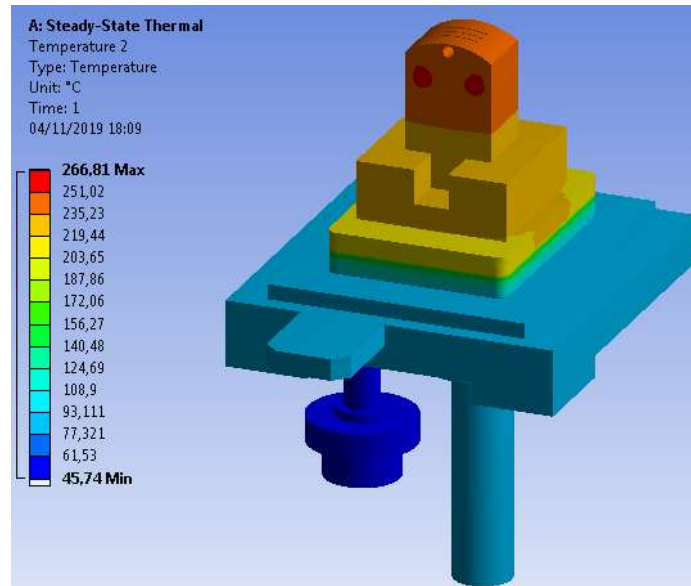 A: Steady-State Thermal
Temperature 2
Type: Temperature
Unit: °C
Time: 1
04/11/2019 18:09
266,81 Max
251,02
235,23
219,44
203,65
187,86
172,06
156,27
140,48
124,69
108,9
93,111
77,321
61,53
45,74 Min